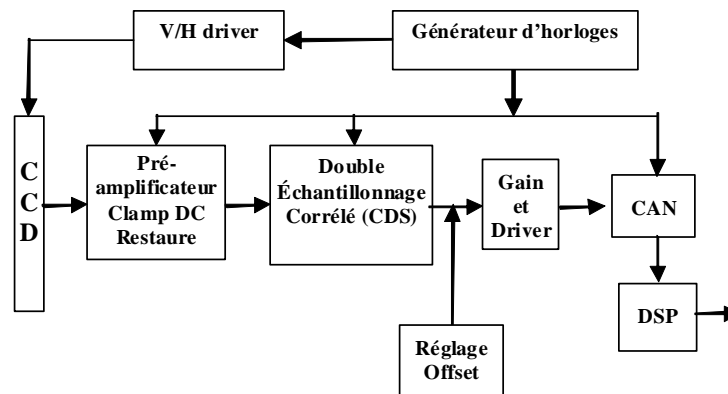 V/H driver
Générateur d'horloges
C
C
D
Pré-
amplificateur
Clamp DC
Restaure
Double
Échantillonnage
Corrélé (CDS)
Gain
et
Driver
CAN
DSP
Réglage
Offset